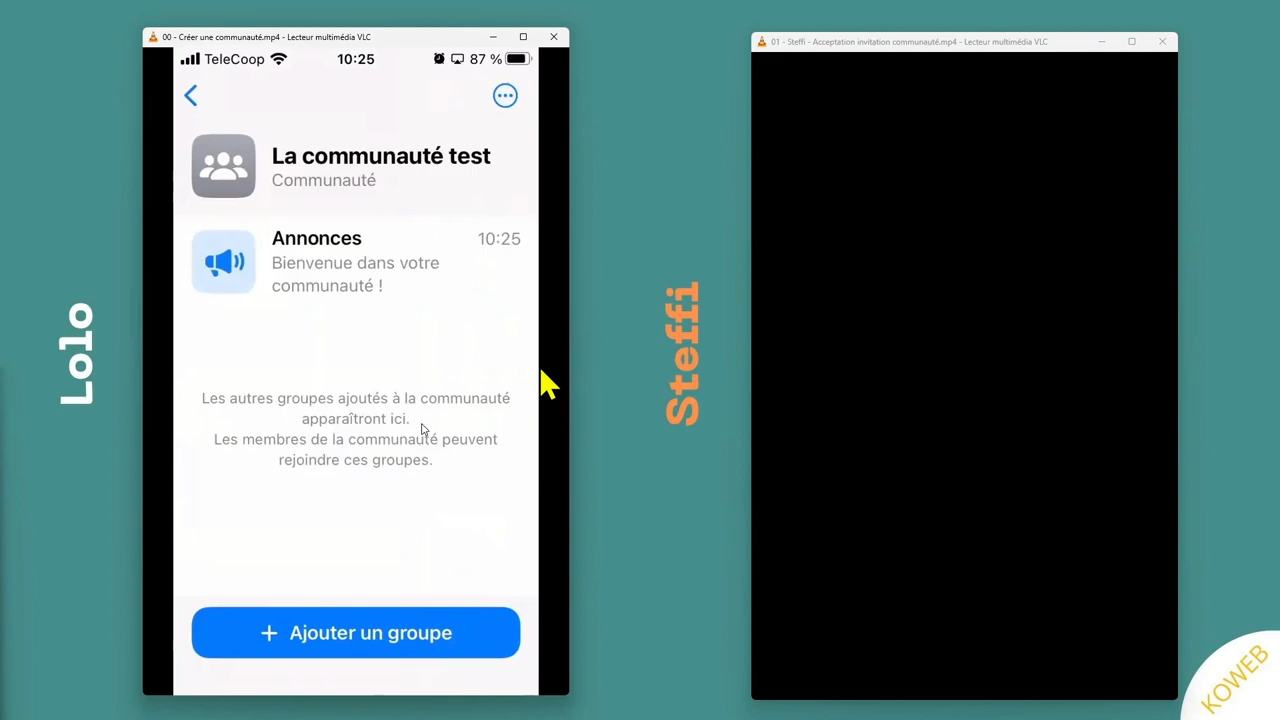 00 - Créer une communauté.mp4 - Lecteur multimédia VLC
TeleCoop
10:25
87 %
La communauté test
Communauté
Annonces
10:25
Bienvenue dans votre
communauté !
Les autres groupes ajoutés à la communauté
apparaîtront ici.
Les membres de la communauté peuvent
rejoindre ces groupes.
+ Ajouter un groupe
Lolo
01 - Steffi - Acceptation invitation communauté.mp4 - Lecteur multimédia VLC
Steffi
KOWEB